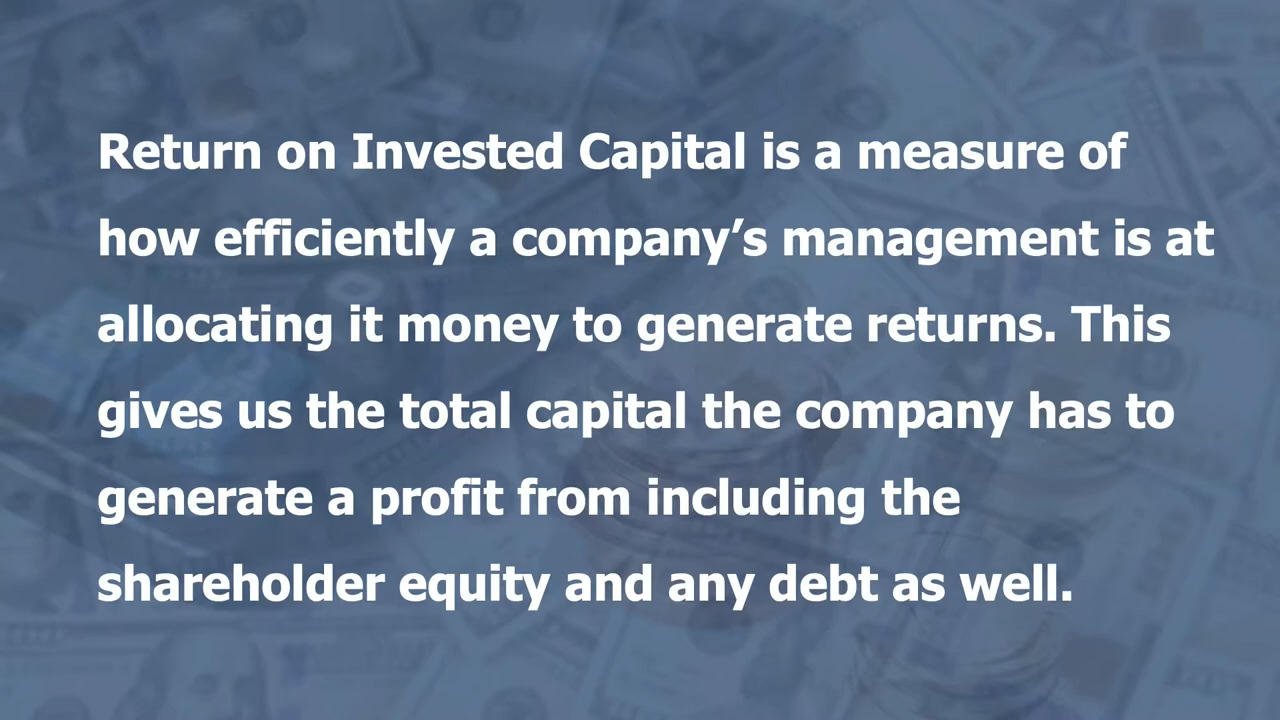 Return on Invested Capital is a measure of
how efficiently a company’s management is at
allocating it money to generate returns. This
gives us the total capital the company has to
generate a profit from including the
shareholder equity and any debt as well.